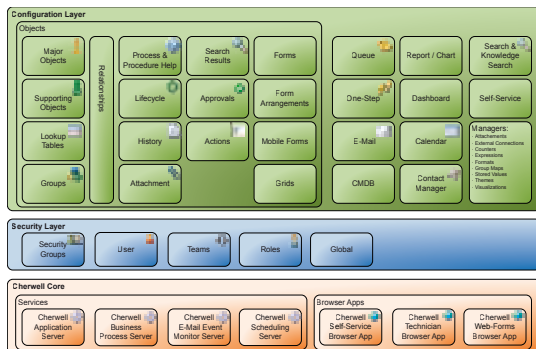 Configuration Layer
Objects
Major
Objects
Supporting
Objects
Lookup
Tables
Groups
Relationships
Process &
Procedure Help
Lifecycle
History
Attachment
Search
Results
Approvals
Actions
Forms
Form
Arrangements
Mobile Forms
Grids
Queue
One-Step
E-Mail
CMDB
Report / Chart
Dashboard
Calendar
Contact
Manager
Search &
Knowledge
Search
Self-Service
Managers:
- Attachements
- External Connections
- Counters
- Expressions
- Formats
- Group Maps
- Stored Values
- Themes
- Visualizations
Security Layer
Security
Groups
User
Teams
Roles
Global
Cherwell Core
Services
Cherwell
Application
Server
Cherwell
Business
Process Server
Cherwell
E-Mail Event
Monitor Server
Cherwell
Scheduling
Server
Browser Apps
Cherwell
Self-Service
Browser App
Cherwell
Technician
Browser App
Cherwell
Web-Forms
Browser App